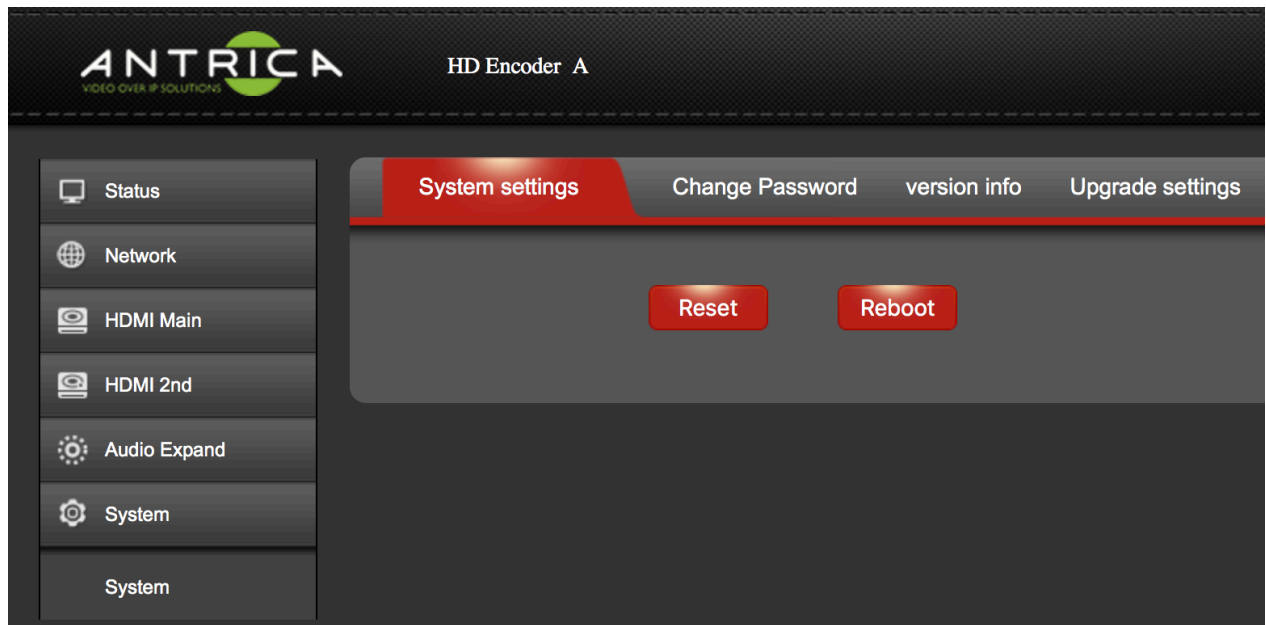 ANTRICA
VIDEO OVER IP SOLUTIONS
HD Encoder A
Status
Network
HDMI Main
HDMI 2nd
Audio Expand
System
System
System settings
Change Password
version info
Upgrade settings
Reset
Reboot